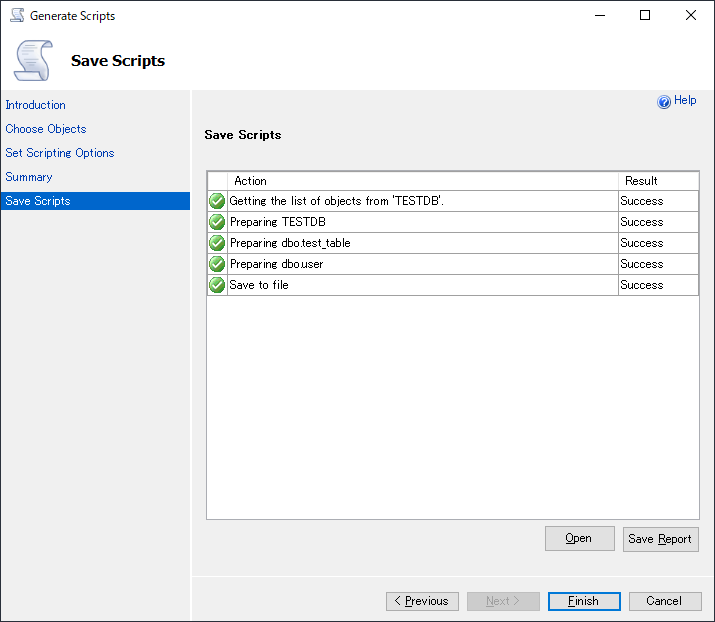 Generate Scripts
Save Scripts
Introduction
Choose Objects
Set Scripting Options
Summary
Save Scripts
Help
Save Scripts
Action Result
Getting the list of objects from 'TESTDB'. Success
Preparing TESTDB Success
Preparing dbo.test_table Success
Preparing dbo.user Success
Save to file Success
Open Save Report
< Previous Next > Finish Cancel